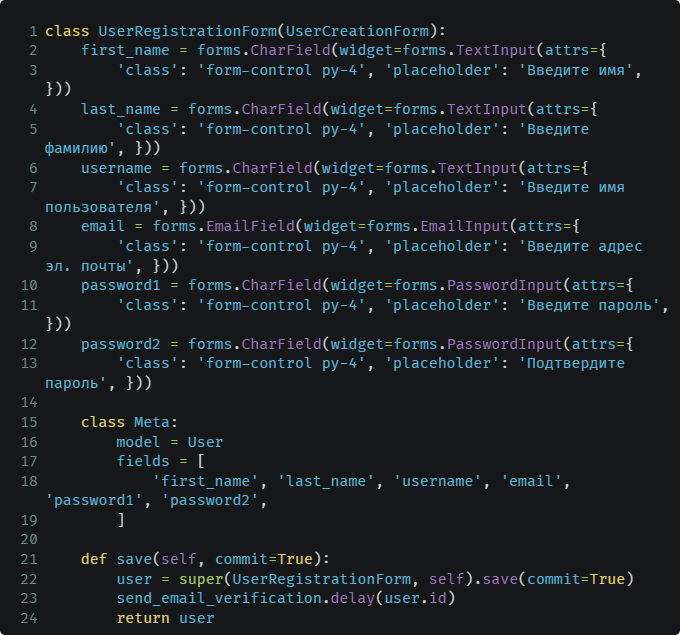 1 class UserRegistrationForm(UserCreationForm):
2     first_name = forms.CharField(widget=forms.TextInput(attrs={
3         'class': 'form-control py-4', 'placeholder': 'Введите имя',
}))
4     last_name = forms.CharField(widget=forms.TextInput(attrs={
5         'class': 'form-control py-4', 'placeholder': 'Введите
фамилию', }))
6     username = forms.CharField(widget=forms.TextInput(attrs={
7         'class': 'form-control py-4', 'placeholder': 'Введите имя
пользователя', }))
8     email = forms.EmailField(widget=forms.EmailInput(attrs={
9         'class': 'form-control py-4', 'placeholder': 'Введите адрес
эл. почты', }))
10     password1 = forms.CharField(widget=forms.PasswordInput(attrs={
11         'class': 'form-control py-4', 'placeholder': 'Введите пароль',
}))
12     password2 = forms.CharField(widget=forms.PasswordInput(attrs={
13         'class': 'form-control py-4', 'placeholder': 'Подтвердите
пароль', }))
14
15     class Meta:
16         model = User
17         fields = [
18             'first_name', 'last_name', 'username', 'email',
'password1', 'password2',
19         ]
20
21     def save(self, commit=True):
22         user = super(UserRegistrationForm, self).save(commit=True)
23         send_email_verification.delay(user.id)
24         return user